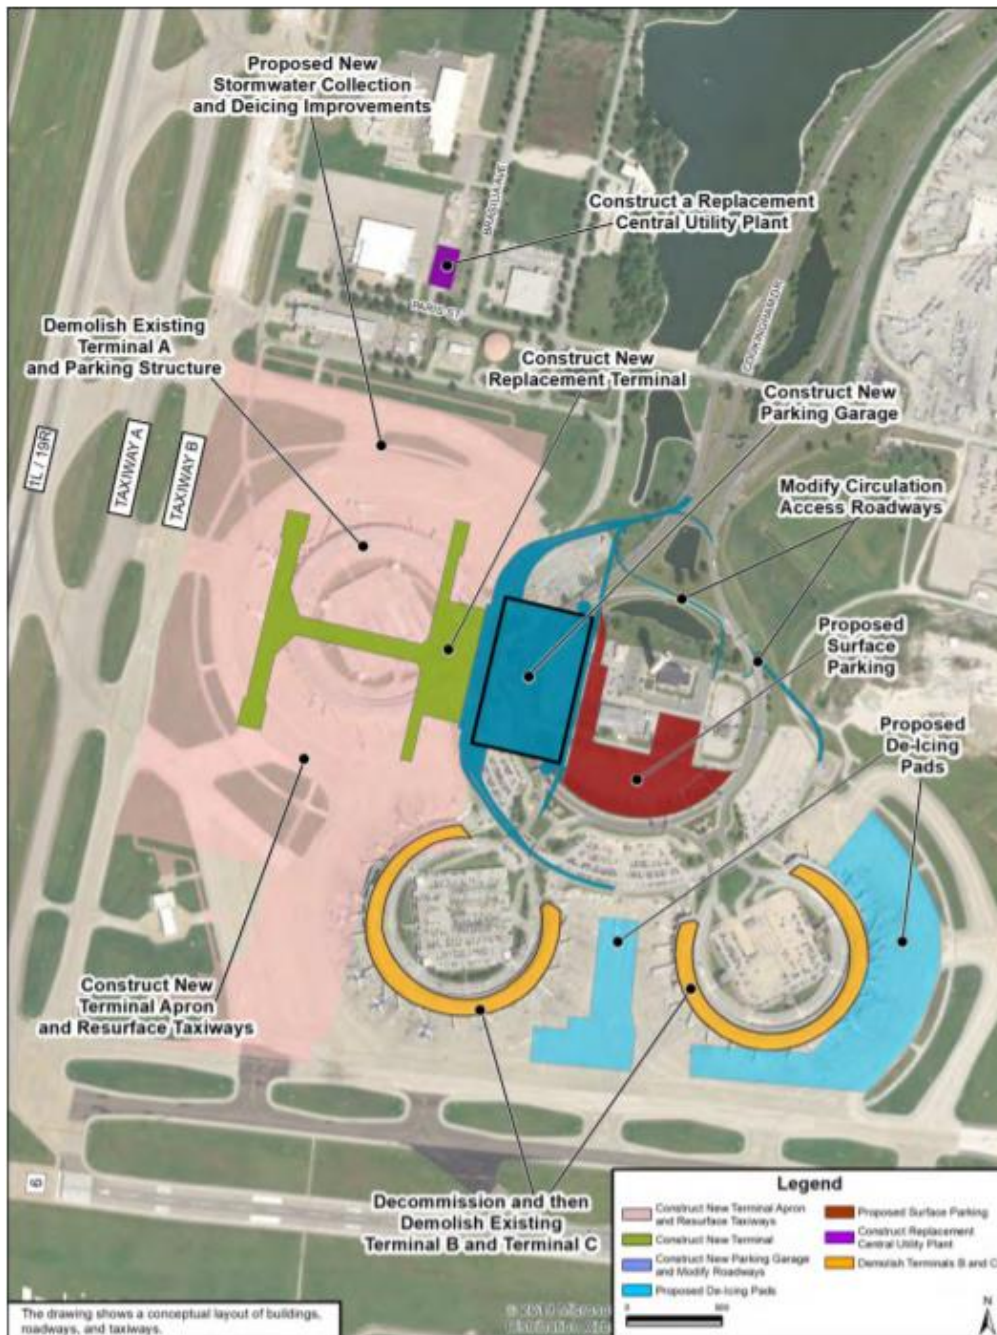 Proposed New
Stormwater Collection
and Deicing Improvements
BRASILIA AVE
Construct a Replacement
Central Utility Plant
PARIS ST
Demolish Existing
Terminal A
and Parking Structure
Construct New
Replacement Terminal
Construct New
Parking Garage
1L / 19R
TAXIWAY A
TAXIWAY B
Modify Circulation
Access Roadways
Proposed
Surface
Parking
Proposed
De-Icing
Pads
Construct New
Terminal Apron
and Resurface Taxiways
Decommission and then
Demolish Existing
Terminal B and Terminal C
Legend
Construct New Terminal Apron
and Resurface Taxiways
Construct New Terminal
Construct New Parking Garage
and Modify Roadways
Proposed De-Icing Pads
Proposed Surface Parking
Construct Replacement
Central Utility Plant
Demolish Terminals B and C
0
N
The drawing shows a conceptual layout of buildings,
roadways, and taxiways.